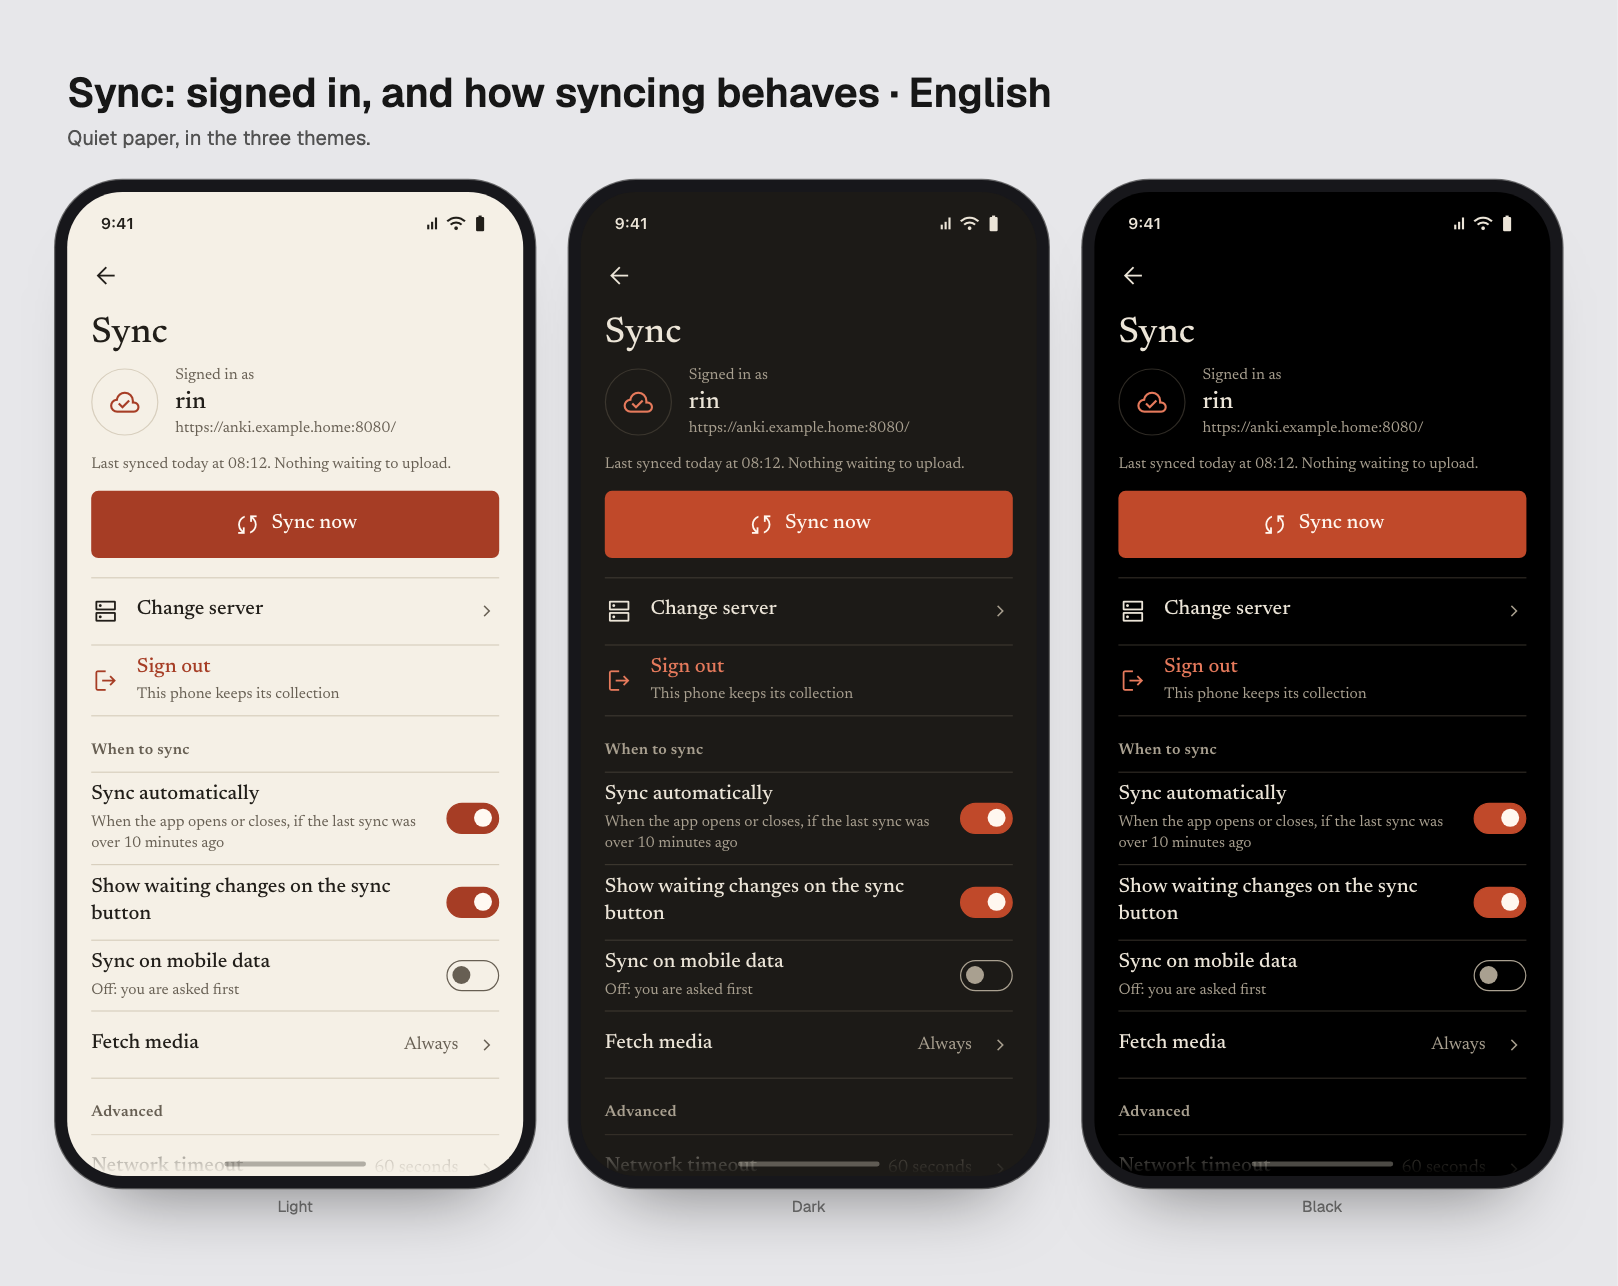 Sync: signed in, and how syncing behaves · English
Quiet paper, in the three themes.
9:41
Sync
Signed in as
rin
https://anki.example.home:8080/
Last synced today at 08:12. Nothing waiting to upload.
Sync now
Change server
Sign out
This phone keeps its collection
When to sync
Sync automatically
When the app opens or closes, if the last sync was
over 10 minutes ago
Show waiting changes on the sync
button
Sync on mobile data
Off: you are asked first
Fetch media
Always
Advanced
Network timeout
60 seconds
Light
9:41
Sync
Signed in as
rin
https://anki.example.home:8080/
Last synced today at 08:12. Nothing waiting to upload.
Sync now
Change server
Sign out
This phone keeps its collection
When to sync
Sync automatically
When the app opens or closes, if the last sync was
over 10 minutes ago
Show waiting changes on the sync
button
Sync on mobile data
Off: you are asked first
Fetch media
Always
Advanced
Network timeout
60 seconds
Dark
9:41
Sync
Signed in as
rin
https://anki.example.home:8080/
Last synced today at 08:12. Nothing waiting to upload.
Sync now
Change server
Sign out
This phone keeps its collection
When to sync
Sync automatically
When the app opens or closes, if the last sync was
over 10 minutes ago
Show waiting changes on the sync
button
Sync on mobile data
Off: you are asked first
Fetch media
Always
Advanced
Network timeout
60 seconds
Black